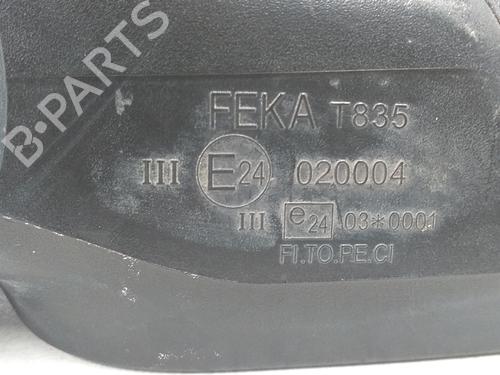 B-PARTS
FEKA T835
III E24 020004
III e24 03*0001
FI.TO.PE.CI